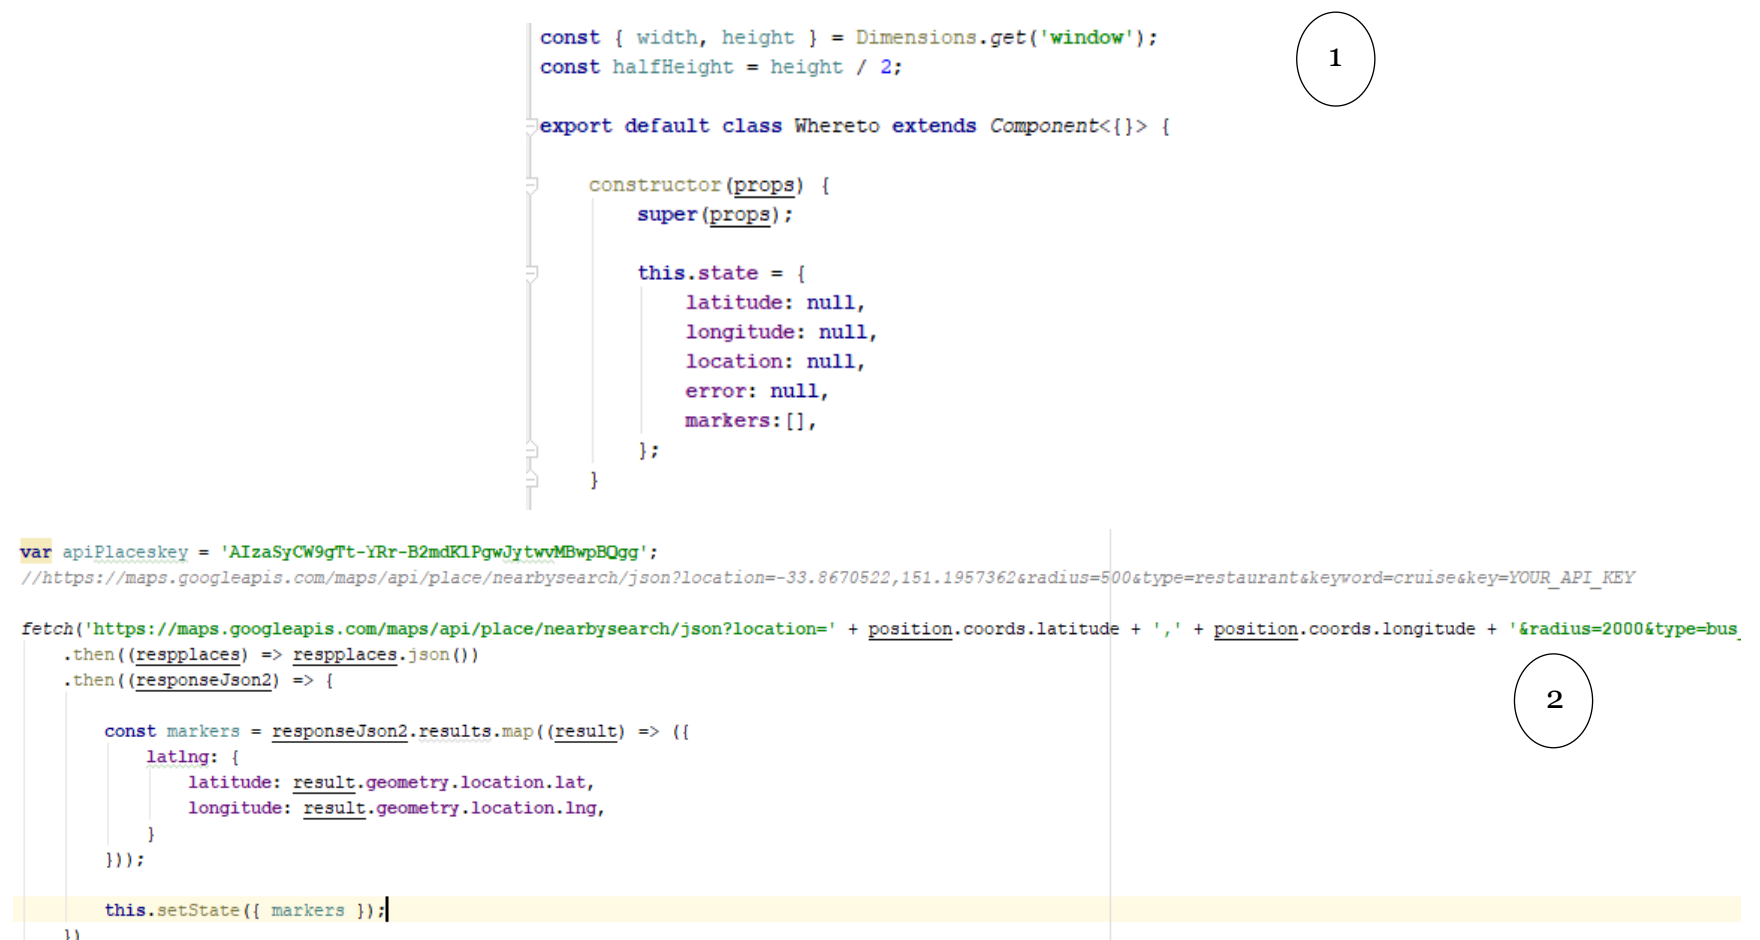 const { width, height } = Dimensions.get('window');
1
const halfHeight = height / 2;
export default class Whereto extends Component<{}> {
constructor(props) {
super(props);
this.state = {
latitude: null,
longitude: null,
location: null,
error: null,
markers:[],
};
}
var apiPlaceskey = 'AIzaSyCW9gTt-YRr-B2mdKlPgwJytwvMBwpBQgg';
//https://maps.googleapis.com/maps/api/place/nearbysearch/json?location=-33.8670522,151.1957362&radius=500&type=restaurant&keyword=cruise&key=YOUR_API_KEY
fetch('https://maps.googleapis.com/maps/api/place/nearbysearch/json?location=' + position.coords.latitude + ',' + position.coords.longitude + '&radius=2000&type=bus_
.then((respplaces) => respplaces.json())
.then((responseJson2) => {
2
const markers = responseJson2.results.map((result) => ({
latlng: {
latitude: result.geometry.location.lat,
longitude: result.geometry.location.lng,
}
}));
this.setState({ markers });
})